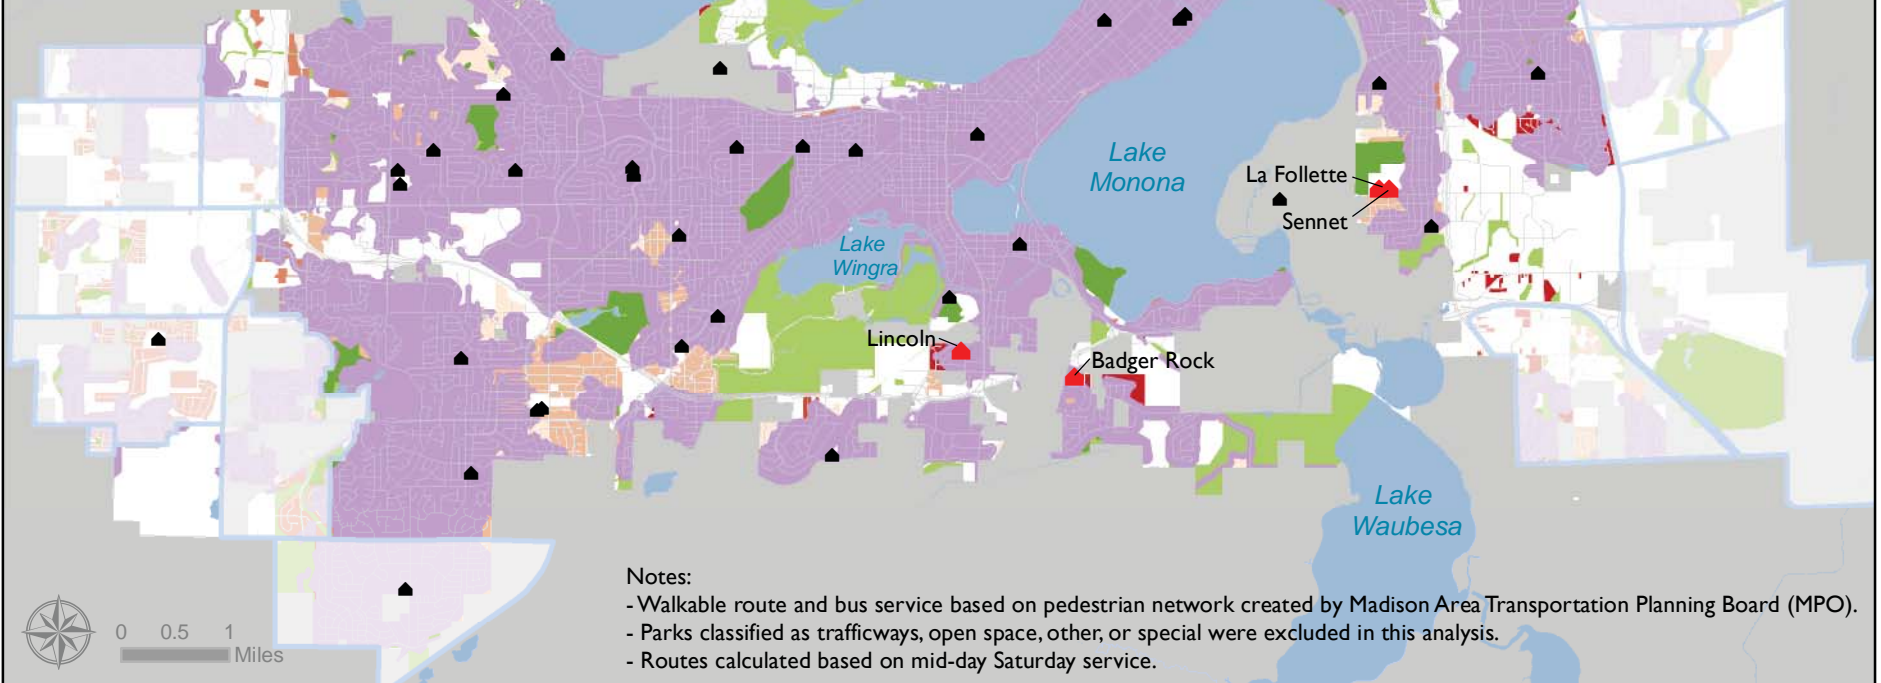 Lake
Monona
La Follette
Sennet
Lake
Wingra
Lincoln
Badger Rock
Lake
Waubesa
Notes:
- Walkable route and bus service based on pedestrian network created by Madison Area Transportation Planning Board (MPO).
- Parks classified as trafficways, open space, other, or special were excluded in this analysis.
- Routes calculated based on mid-day Saturday service.
0 0.5 1
Miles